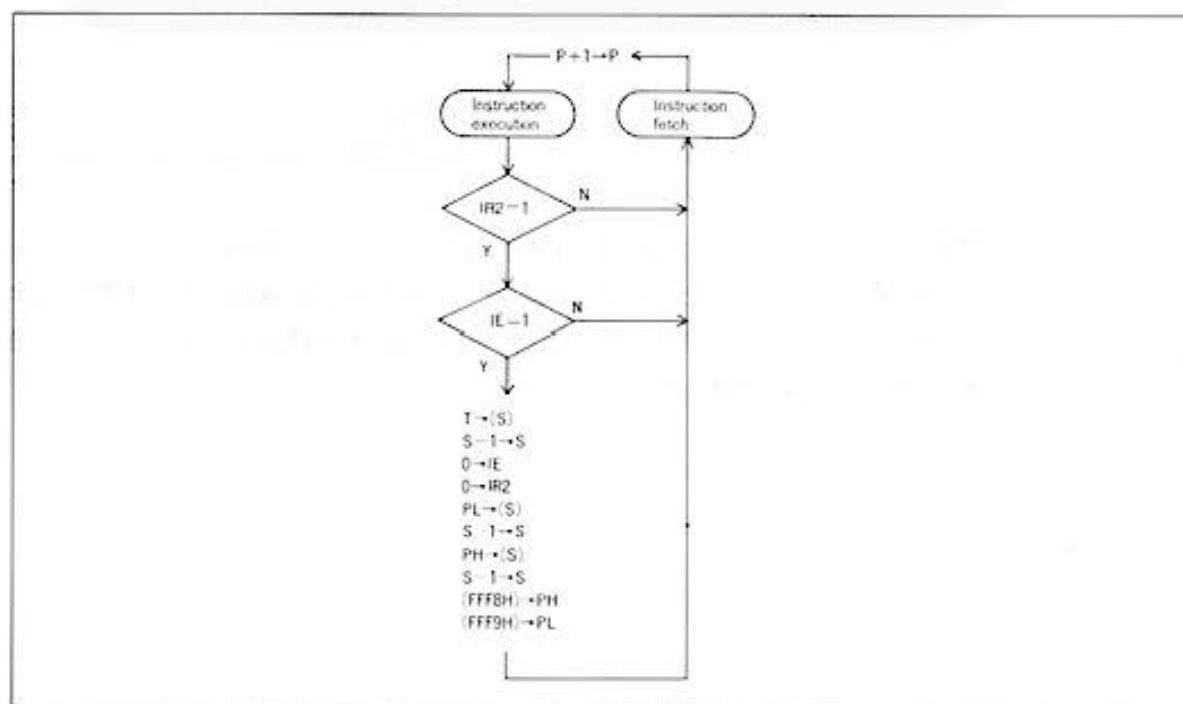 P+1→P
Instruction
execution
Instruction
fetch
IR2=1
N
Y
IE=1
N
Y
T→(S)
S-1→S
0→IE
0→IR2
PL→(S)
S-1→S
PH→(S)
S-1→S
(FFF8H)→PH
(FFF9H)→PL